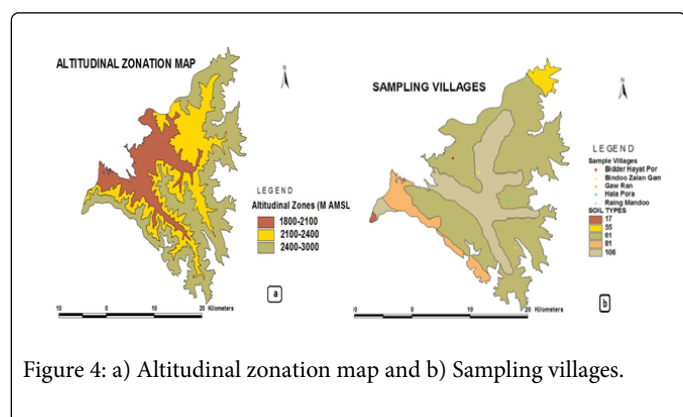 ALTITUDINAL ZONATION MAP
N
LEGEND
Altitudinal Zones (M AMSL
1800-2100
2100-2400
2400-3000
a
10 0 10 20 Kilometers
SAMPLING VILLAGES
N
LEGEND
Sample Villages
Bidder Hayat Por
Bindoo Zalan Gam
Gaw Ran
Hala Pora
Raing Mandoo
SOIL TYPES
17
55
61
81
106
b
10 0 10 20 Kilometers
Figure 4: a) Altitudinal zonation map and b) Sampling villages.